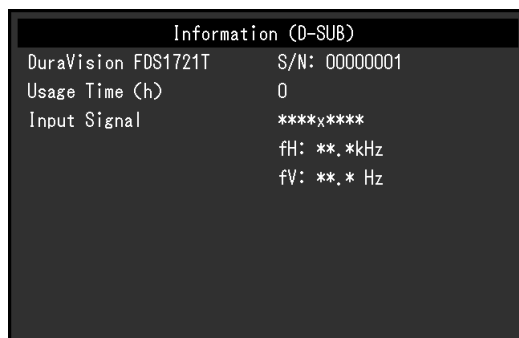 Information (D-SUB)
DuraVision FDS1721T S/N: 00000001
Usage Time (h) 0
Input Signal ****x****
fH: **.*kHz
fV: **.* Hz